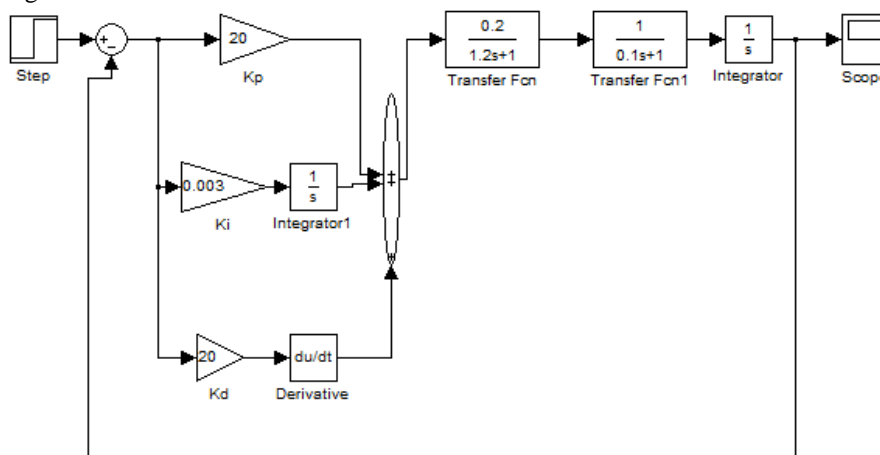 Step
+
−
20
Kp
0.003
Ki
1
s
Integrator1
20
Kd
du/dt
Derivative
+
+
+
0.2
1.2s+1
Transfer Fcn
1
0.1s+1
Transfer Fcn1
1
s
Integrator
Scope